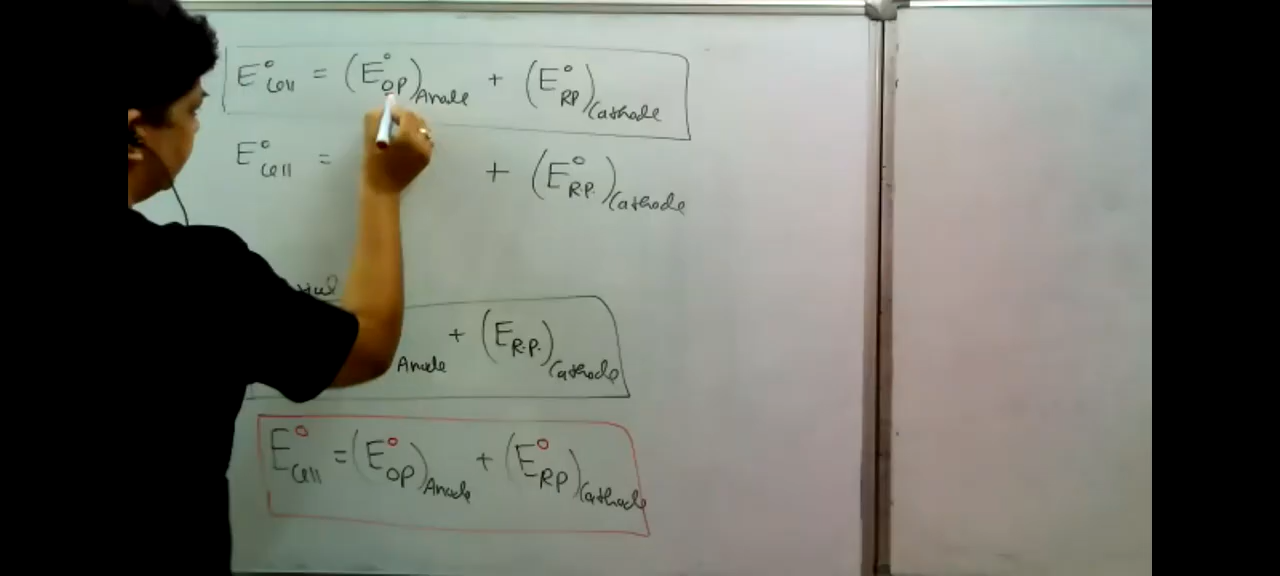 E°Cell = (E°OP)Anode + (E°RP)Cathode
E°Cell = + (E°R.P.)Cathode
Anode + (ER.P.)Cathode
E°Cell = (E°OP)Anode + (E°RP)Cathode